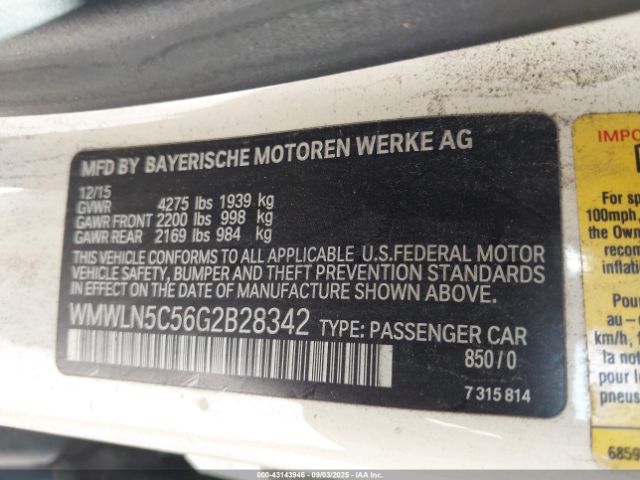 MFD BY BAYERISCHE MOTOREN WERKE AG
12/15
GVWR 4275 lbs 1939 kg
GAWR FRONT 2200 lbs 998 kg
GAWR REAR 2169 lbs 984 kg
THIS VEHICLE CONFORMS TO ALL APPLICABLE U.S.FEDERAL MOTOR
VEHICLE SAFETY, BUMPER AND THEFT PREVENTION STANDARDS
IN EFFECT ON THE DATE OF MANUFACTURE SHOWN ABOVE.
WMWLN5C56G2B28342 TYPE: PASSENGER CAR
850/0
7 315 814
IMPO
For sp
100mph,
the Own
recom
inflati
Pour
au-
km/h, 1
la not
pour l
pneus
6859
000-43143946 - 09/03/2025 - IAAI COPART